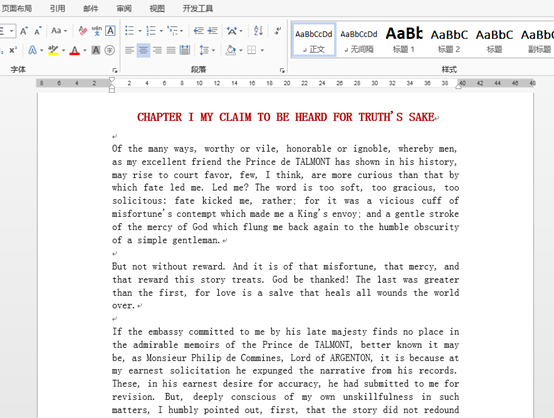 页面布局 引用 邮件 审阅 视图 开发工具
字体 段落 样式
AaBbCcDd AaBbCcDd AaBb AaBbC AaBbC AaBbC
正文 无间隔 标题 1 标题 2 标题 副标题
8 6 4 2 2 4 6 8 10 12 14 16 18 20 22 24 26 28 30 32 34 36 38 40 42 44 46 48
CHAPTER I MY CLAIM TO BE HEARD FOR TRUTH'S SAKE
Of the many ways, worthy or vile, honorable or ignoble, whereby men,
as my excellent friend the Prince de TALMONT has shown in his history,
may rise to court favor, few, I think, are more curious than that by
which fate led me. Led me? The word is too soft, too gracious, too
solicitous: fate kicked me, rather; for it was a vicious cuff of
misfortune's contempt which made me a King's envoy; and a gentle stroke
of the mercy of God which flung me back again to the humble obscurity
of a simple gentleman.
But not without reward. And it is of that misfortune, that mercy, and
that reward this story treats. God be thanked! The last was greater
than the first, for love is a salve that heals all wounds the world
over.
If the embassy committed to me by his late majesty finds no place in
the admirable memoirs of the Prince de TALMONT, better known it may
be, as Monsieur Philip de Commines, Lord of ARGENTON, it is because at
my earnest solicitation he expunged the narrative from his records.
These, in his earnest desire for accuracy, he had submitted to me for
revision. But, deeply conscious of my own unskillfulness in such
matters, I humbly pointed out, first, that the story did not redound